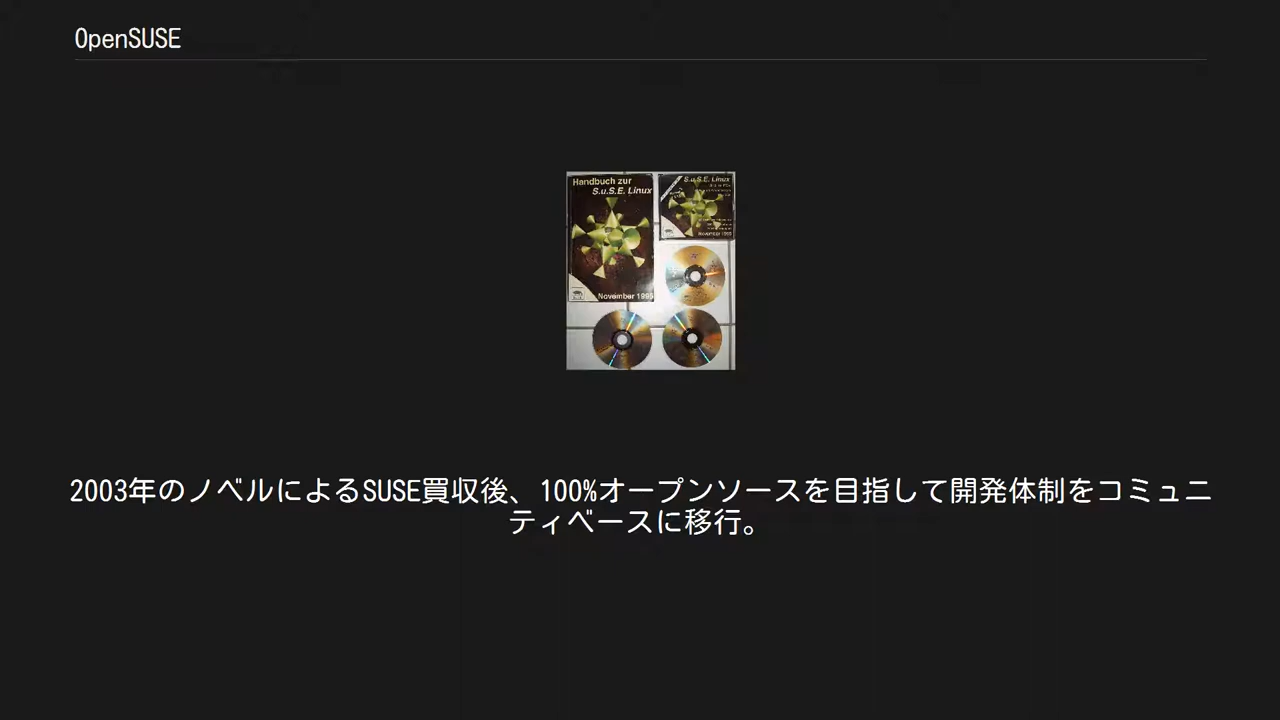 OpenSUSE
Handbuch zur
S.u.S.E. Linux
November 1995
S.u.S.E. Linux
November 1995
2003年のノベルによるSUSE買収後、100%オープンソースを目指して開発体制をコミュニ
ティベースに移行。